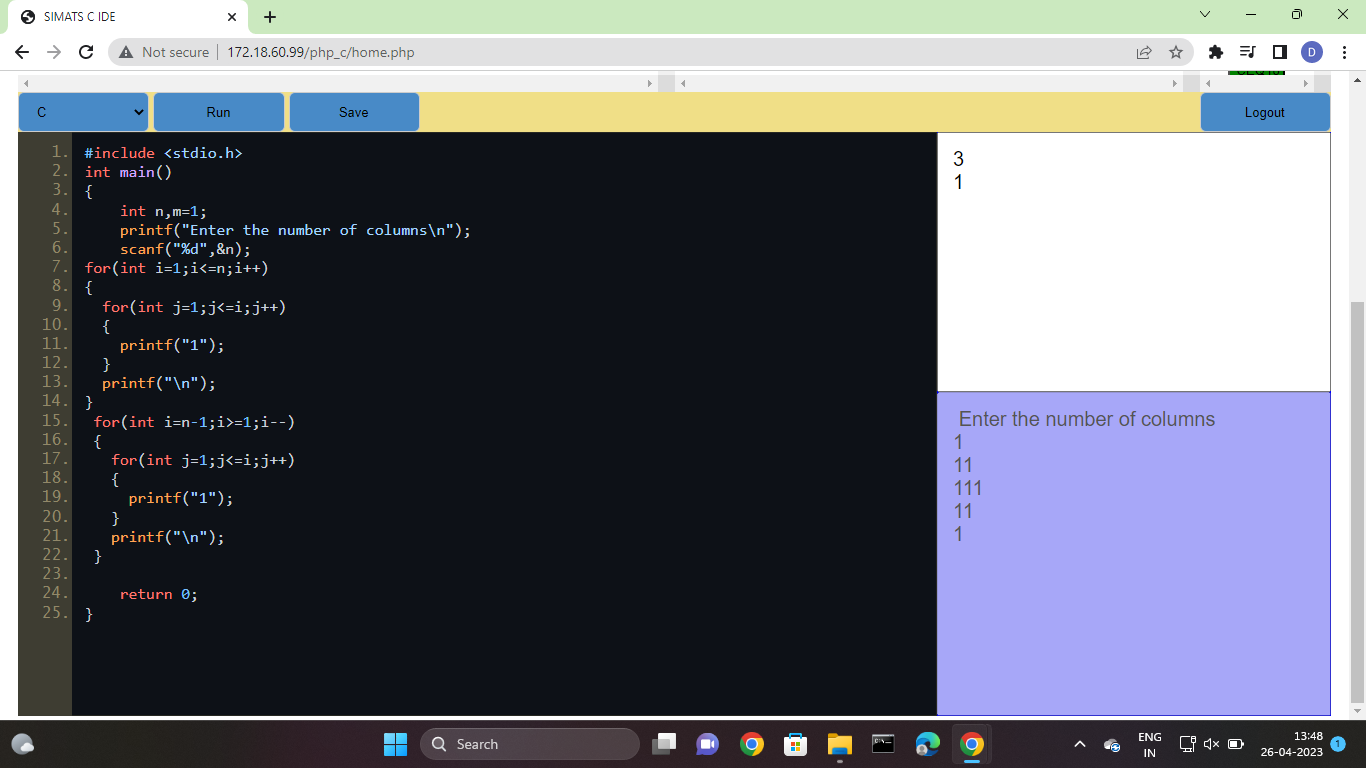 SIMATS C IDE
Not secure | 172.18.60.99/php_c/home.php
D
C Run Save Logout
1. #include <stdio.h>
2. int main()
3. {
4. int n,m=1;
5. printf("Enter the number of columns\n");
6. scanf("%d",&n);
7. for(int i=1;i<=n;i++)
8. {
9. for(int j=1;j<=i;j++)
10. {
11. printf("1");
12. }
13. printf("\n");
14. }
15. for(int i=n-1;i>=1;i--)
16. {
17. for(int j=1;j<=i;j++)
18. {
19. printf("1");
20. }
21. printf("\n");
22. }
23.
24. return 0;
25. }
3
1
Enter the number of columns
1
11
111
11
1
Search
ENG
IN
13:48
26-04-2023
1